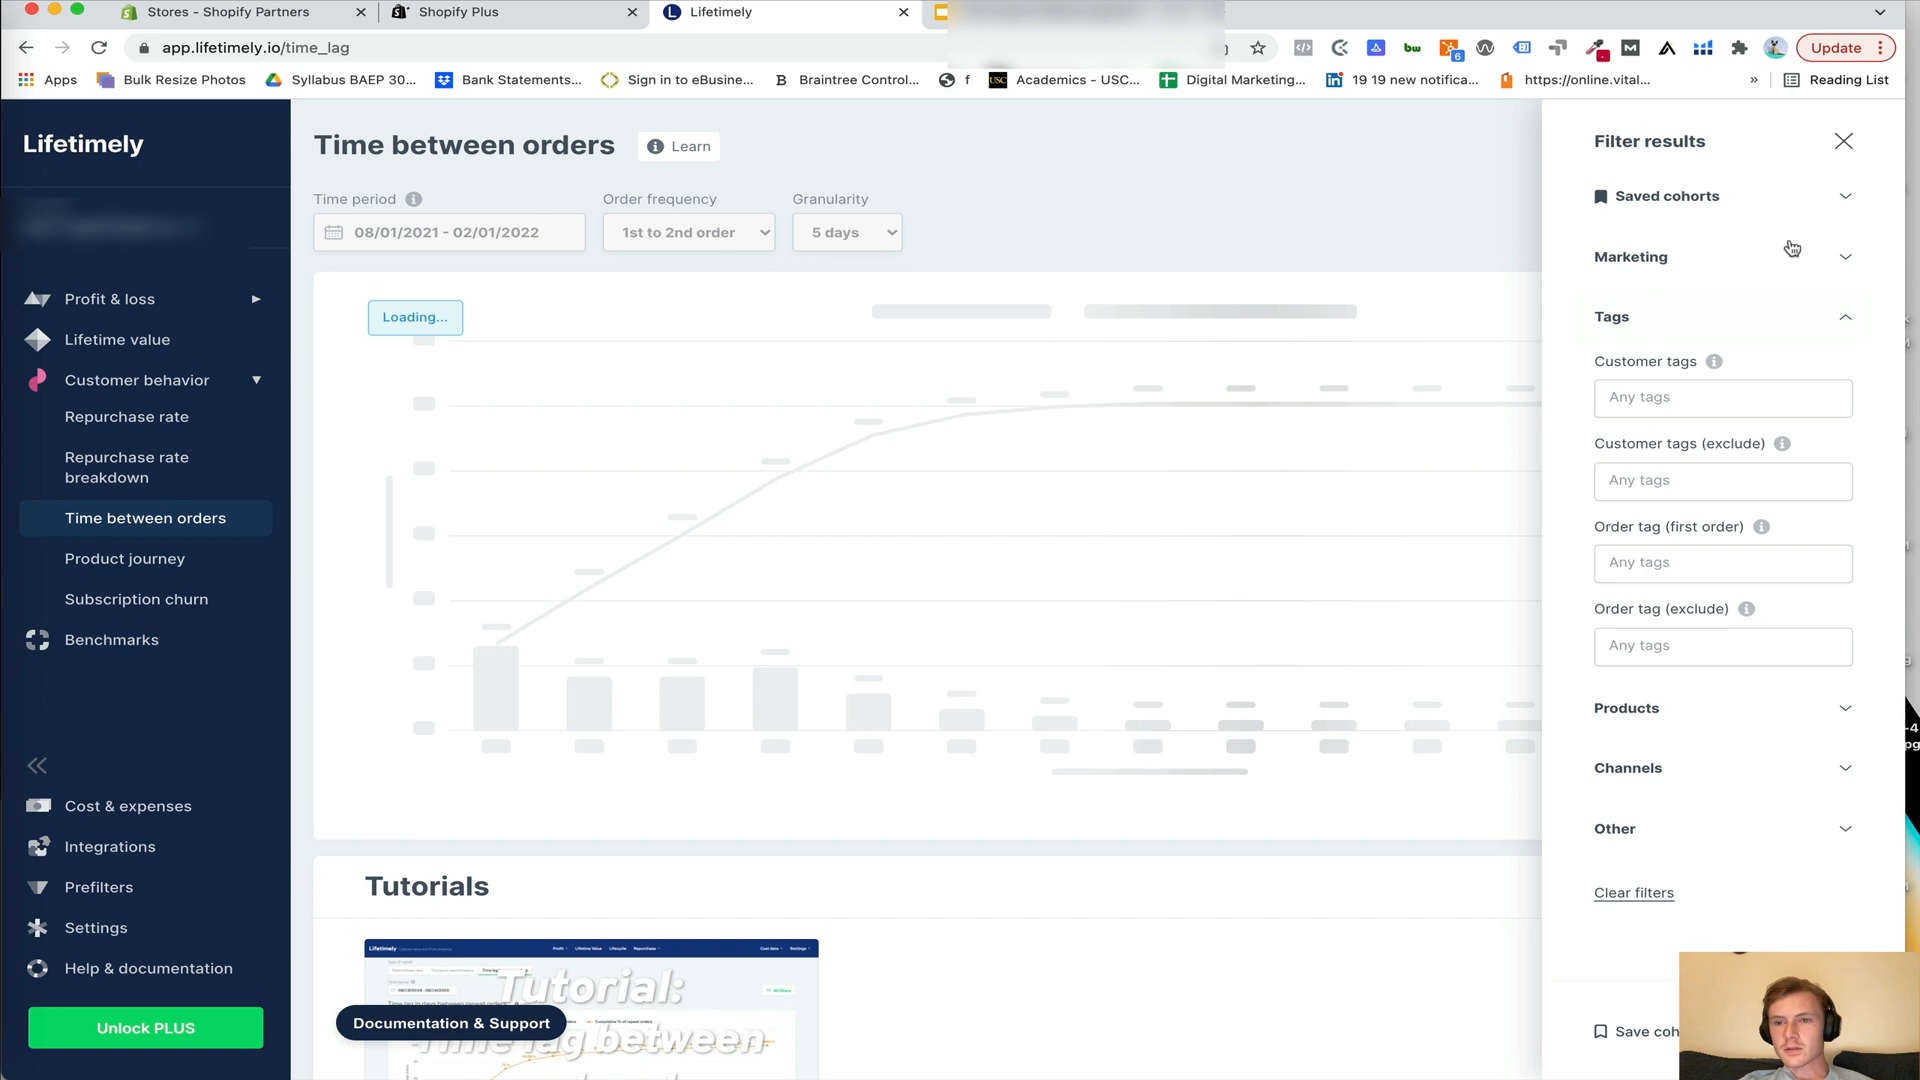 Stores - Shopify Partners
Shopify Plus
Lifetimely
app.lifetimely.io/time_lag
Update
Apps
Bulk Resize Photos
Syllabus BAEP 30...
Bank Statements...
Sign in to eBusine...
Braintree Control...
f
Academics - USC...
Digital Marketing...
19 19 new notifica...
https://online.vital...
»
Reading List
Lifetimely
Profit & loss
Lifetime value
Customer behavior
Repurchase rate
Repurchase rate
breakdown
Time between orders
Product journey
Subscription churn
Benchmarks
Cost & expenses
Integrations
Prefilters
Settings
Help & documentation
Unlock PLUS
Time between orders
Learn
Time period
Order frequency
Granularity
08/01/2021 - 02/01/2022
1st to 2nd order
5 days
Loading...
Tutorials
Lifetimely
Tutorial:
Time lag between
Documentation & Support
Filter results
Saved cohorts
Marketing
Tags
Customer tags
Any tags
Customer tags (exclude)
Any tags
Order tag (first order)
Any tags
Order tag (exclude)
Any tags
Products
Channels
Other
Clear filters
Save coh